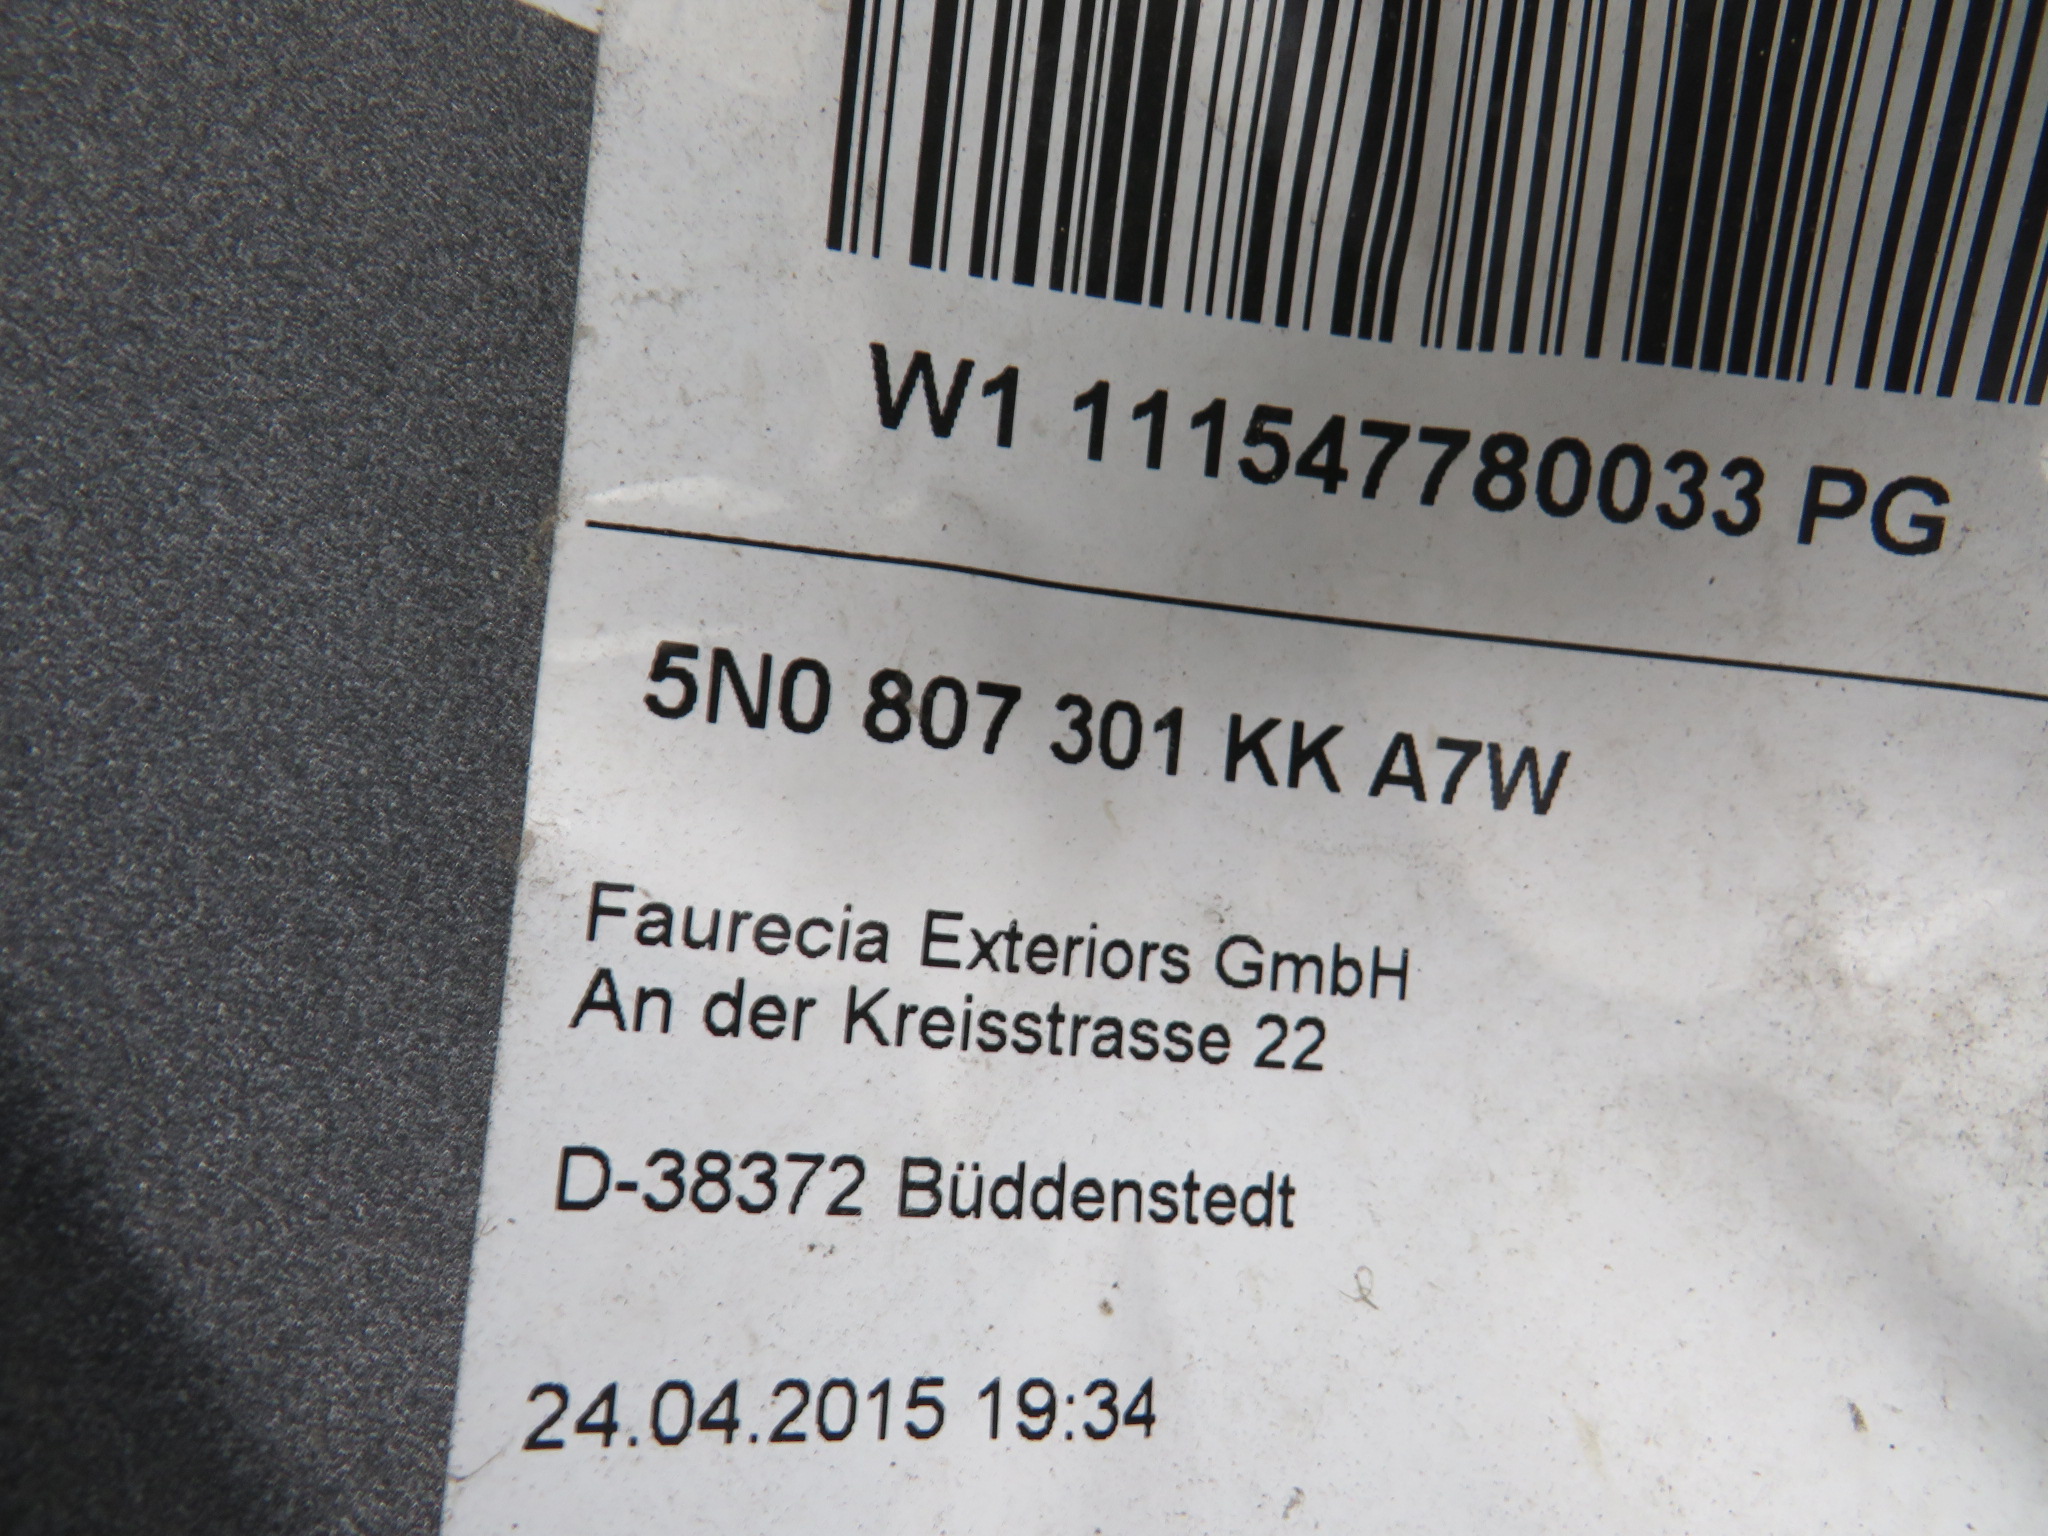 W1 111547780033 PG
5N0 807 301 KK A7W
Faurecia Exteriors GmbH
An der Kreisstrasse 22
D-38372 Büddenstedt
24.04.2015 19:34